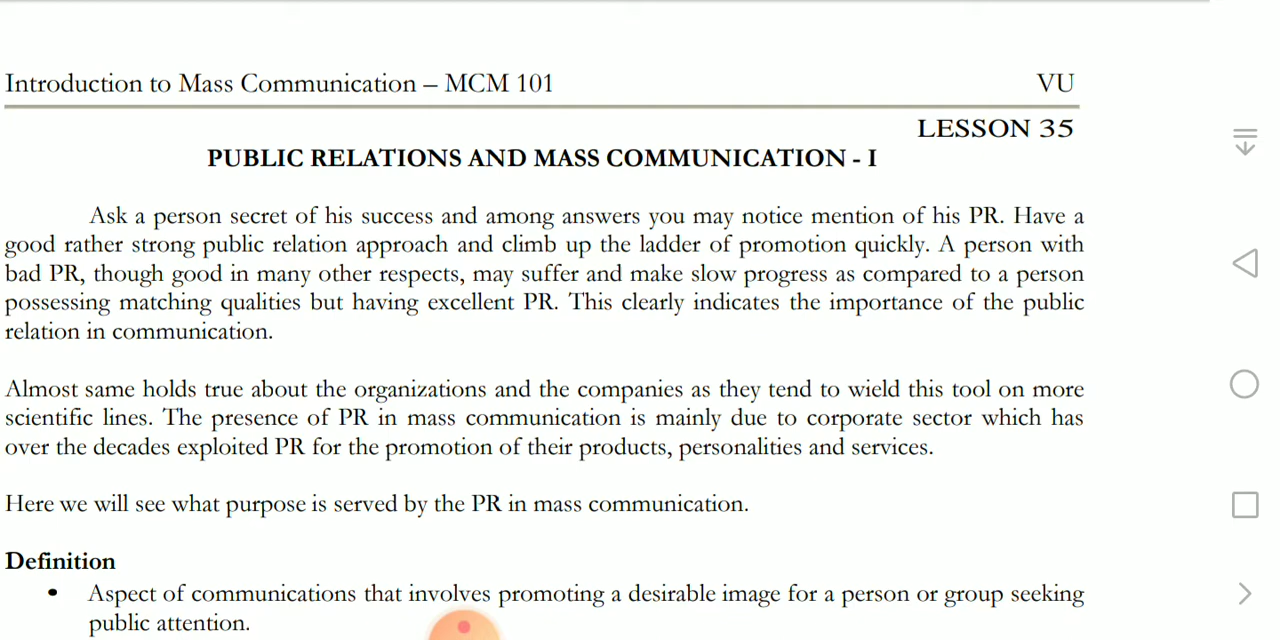 Introduction to Mass Communication – MCM 101 VU
LESSON 35
PUBLIC RELATIONS AND MASS COMMUNICATION - I
Ask a person secret of his success and among answers you may notice mention of his PR. Have a
good rather strong public relation approach and climb up the ladder of promotion quickly. A person with
bad PR, though good in many other respects, may suffer and make slow progress as compared to a person
possessing matching qualities but having excellent PR. This clearly indicates the importance of the public
relation in communication.
Almost same holds true about the organizations and the companies as they tend to wield this tool on more
scientific lines. The presence of PR in mass communication is mainly due to corporate sector which has
over the decades exploited PR for the promotion of their products, personalities and services.
Here we will see what purpose is served by the PR in mass communication.
Definition
• Aspect of communications that involves promoting a desirable image for a person or group seeking
public attention.